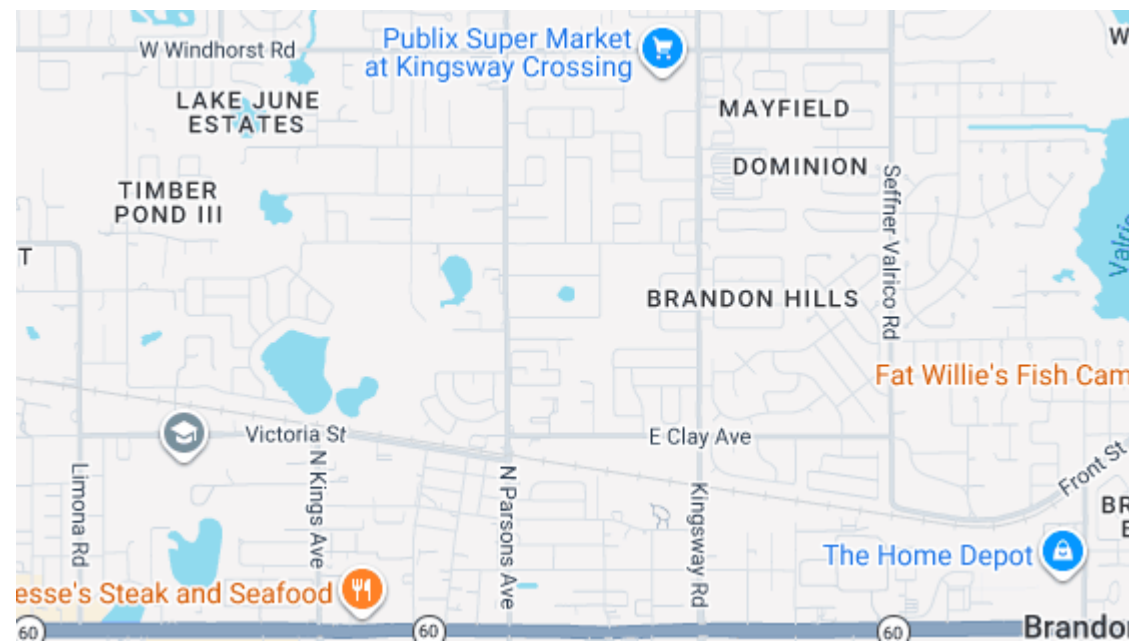 W Windhorst Rd
Publix Super Market
at Kingsway Crossing
W
LAKE JUNE
ESTATES
MAYFIELD
DOMINION
TIMBER
POND III
Seffner Valrico Rd
T
BRANDON HILLS
Fat Willie's Fish Cam
Victoria St
E Clay Ave
Front St
Limona Rd
N Kings Ave
N Parsons Ave
Kingsway Rd
BR
E
The Home Depot
esse's Steak and Seafood
60
60
60
Brandon